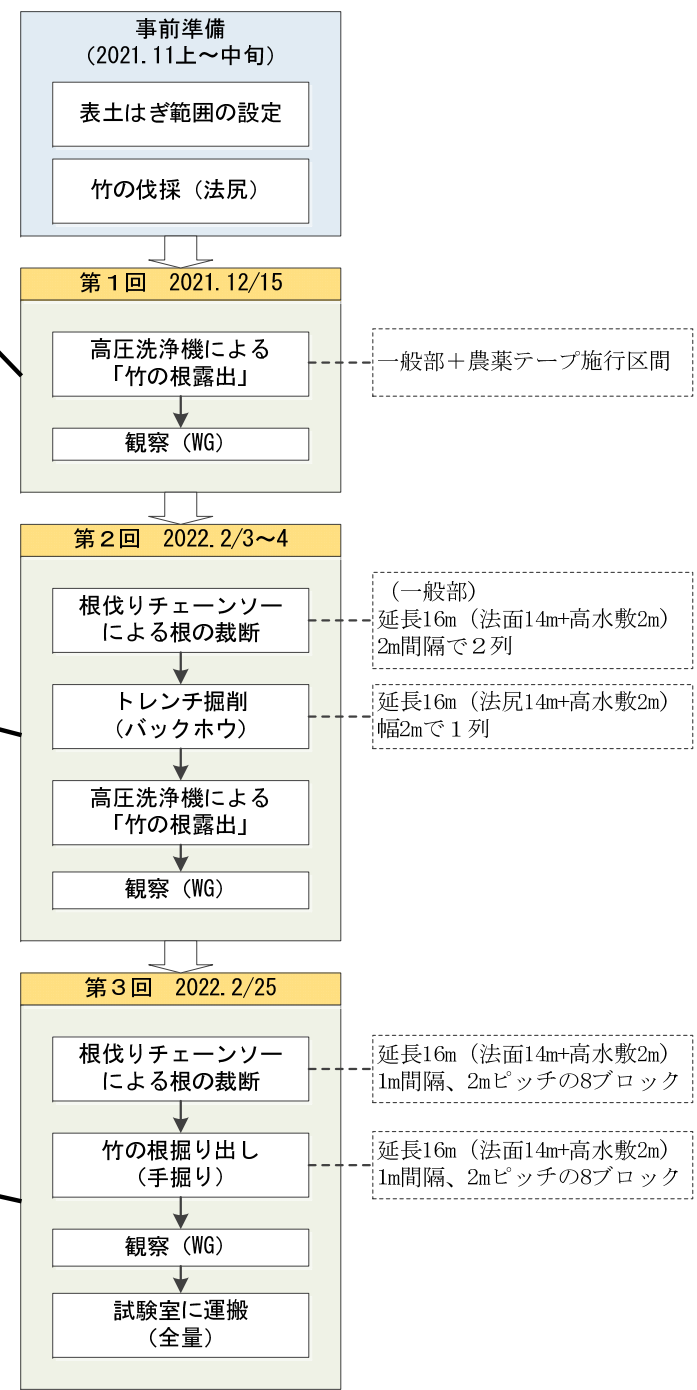 事前準備
（2021.11上～中旬）
表土はぎ範囲の設定
竹の伐採（法尻）
第１回　2021.12/15
高圧洗浄機による
「竹の根露出」
一般部＋農薬テープ施行区間
観察（WG）
第２回　2022.2/3～4
根伐りチェーンソー
による根の裁断
（一般部）
延長16m（法面14m+高水敷2m）
2m間隔で２列
トレンチ掘削
（バックホウ）
延長16m（法尻14m+高水敷2m）
幅2mで１列
高圧洗浄機による
「竹の根露出」
観察（WG）
第３回　2022.2/25
根伐りチェーンソー
による根の裁断
延長16m（法面14m+高水敷2m）
1m間隔、2mピッチの8ブロック
竹の根掘り出し
（手掘り）
延長16m（法面14m+高水敷2m）
1m間隔、2mピッチの8ブロック
観察（WG）
試験室に運搬
（全量）